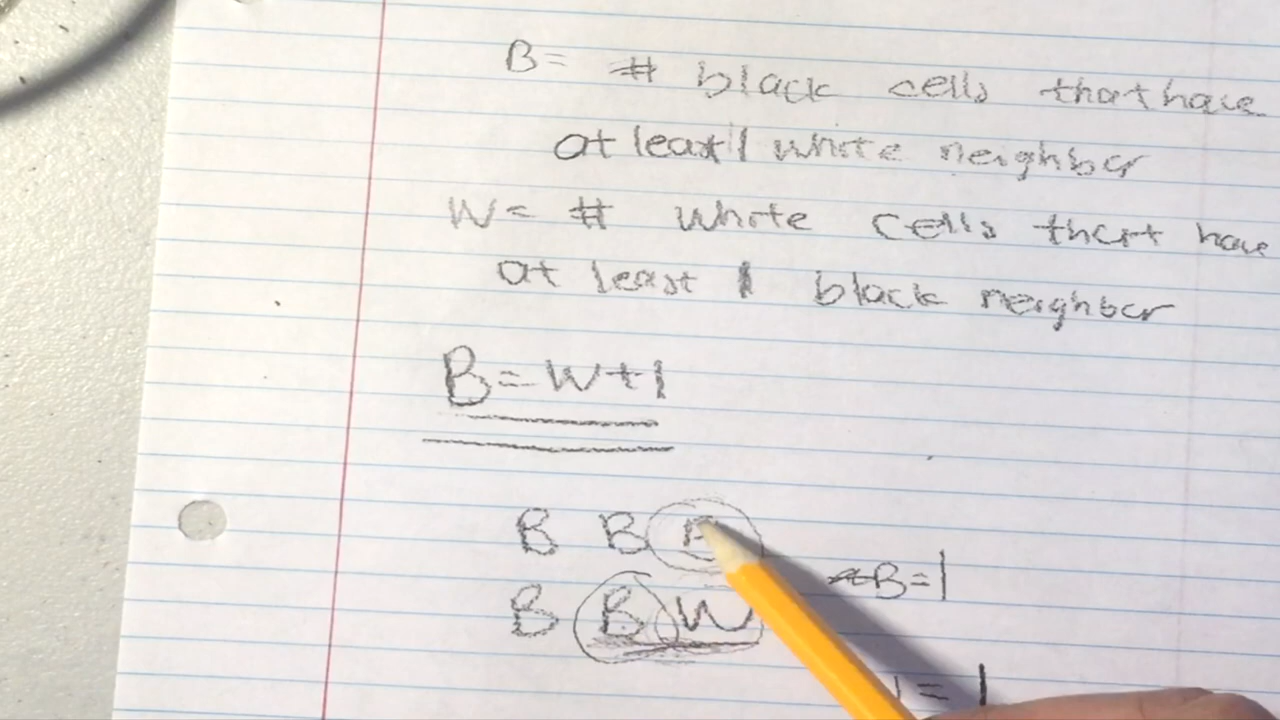 B= # black cells that have
at least 1 white neighbor
W= # white cells that have
at least 1 black neighbor
B=W+1
B B B
B B W
B=1
=1